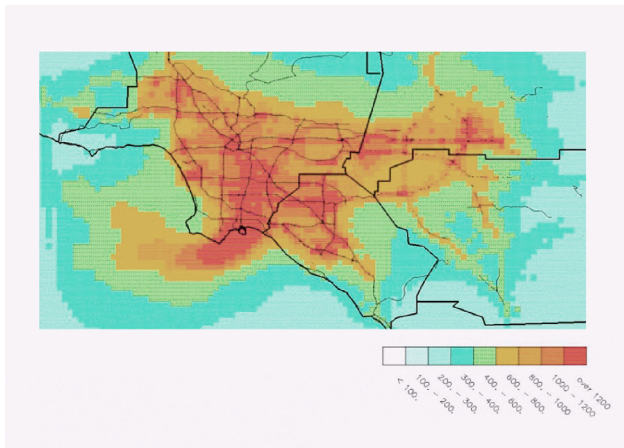 < 100.
100. – 200.
200. – 300.
300. – 400.
400. – 600.
600. – 800.
800. – 1000
1000 – 1200
over 1200